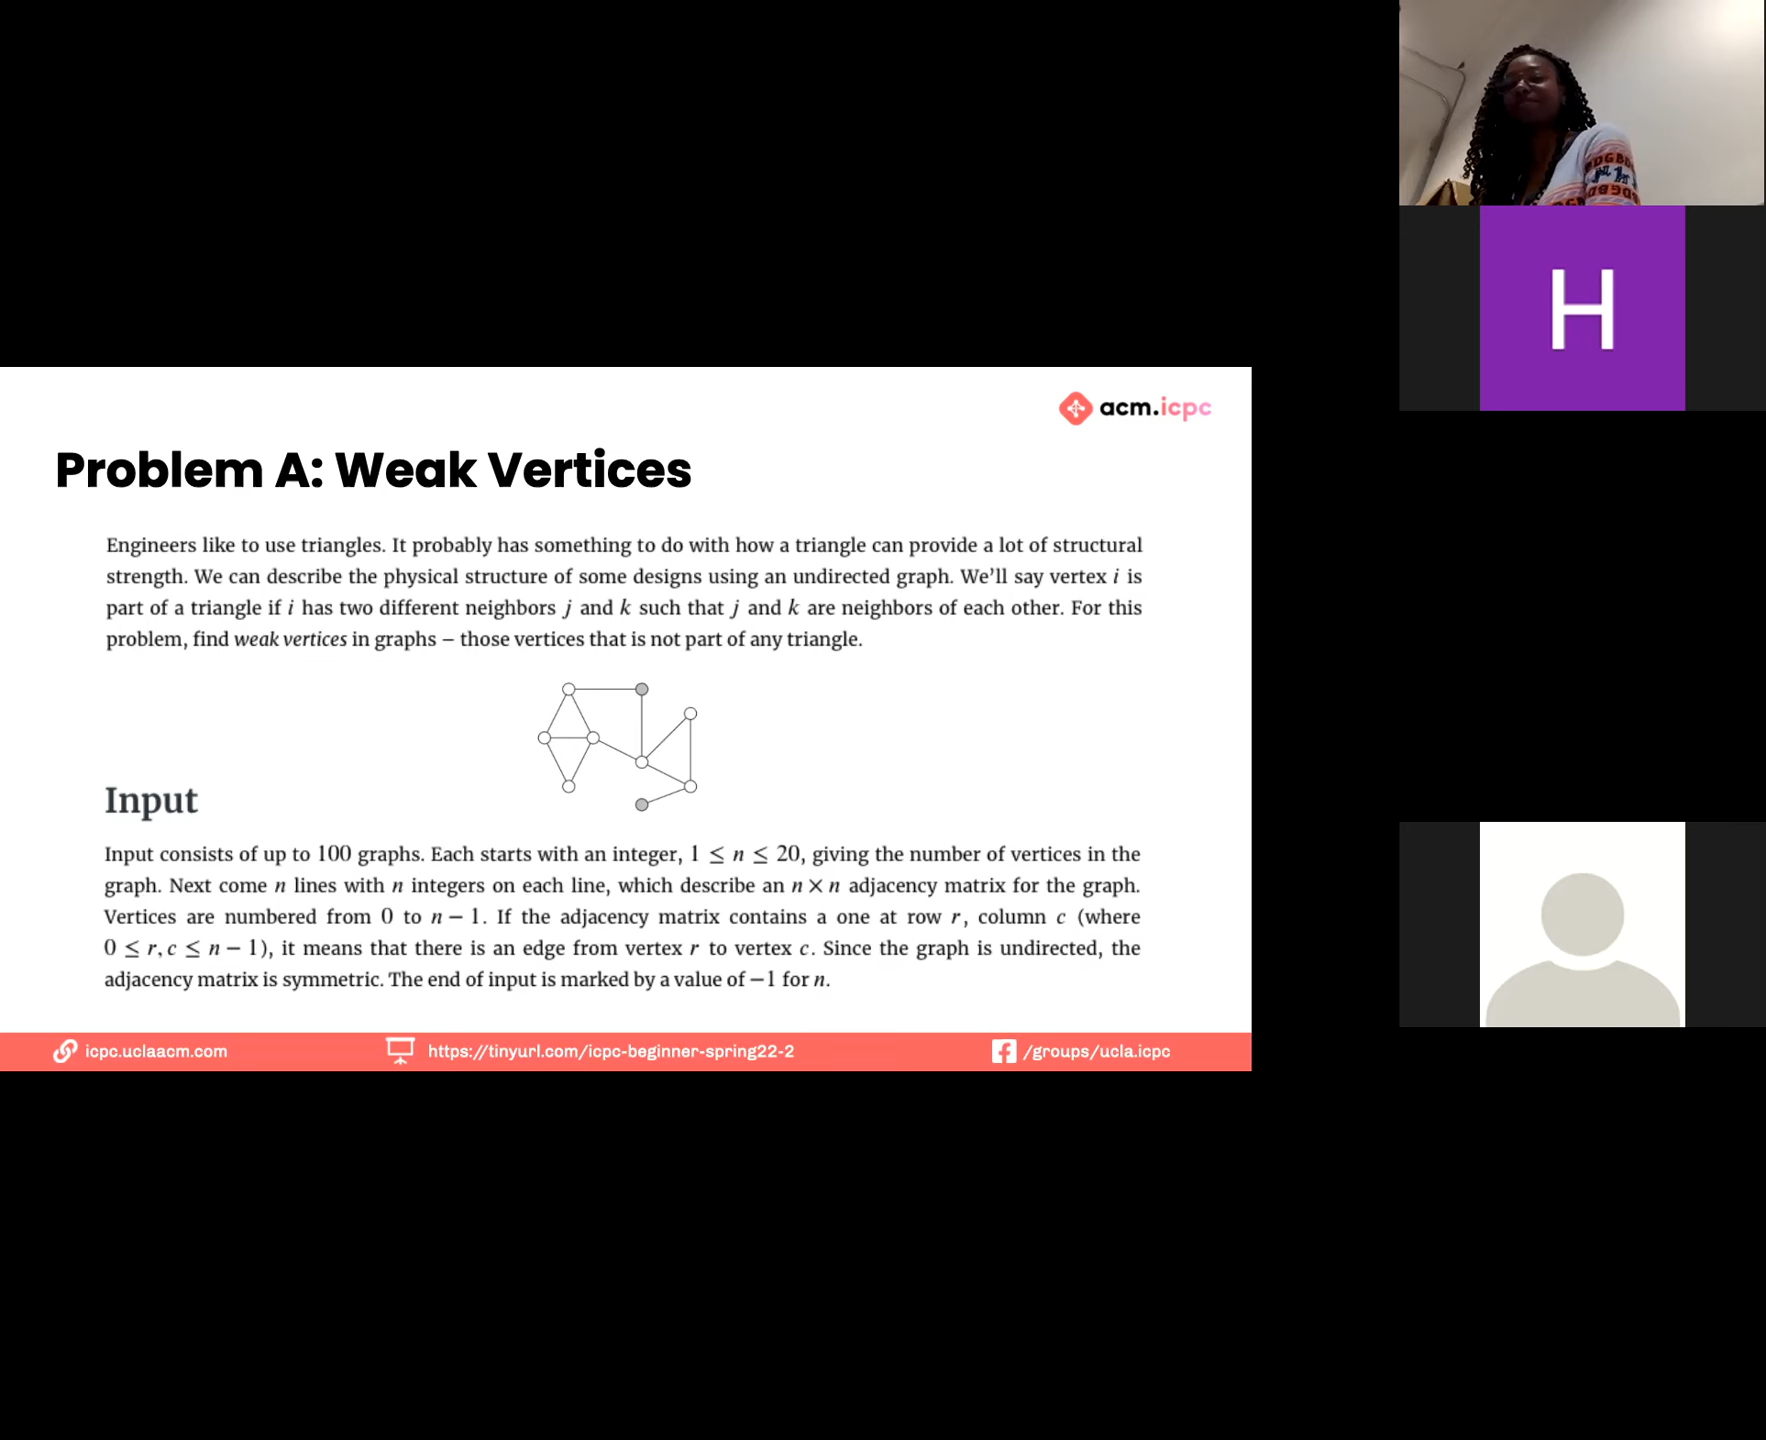 acm.icpc
Problem A: Weak Vertices
Engineers like to use triangles. It probably has something to do with how a triangle can provide a lot of structural
strength. We can describe the physical structure of some designs using an undirected graph. We’ll say vertex i is
part of a triangle if i has two different neighbors j and k such that j and k are neighbors of each other. For this
problem, find weak vertices in graphs – those vertices that is not part of any triangle.
Input
Input consists of up to 100 graphs. Each starts with an integer, 1 ≤ n ≤ 20, giving the number of vertices in the
graph. Next come n lines with n integers on each line, which describe an n × n adjacency matrix for the graph.
Vertices are numbered from 0 to n − 1. If the adjacency matrix contains a one at row r, column c (where
0 ≤ r, c ≤ n − 1), it means that there is an edge from vertex r to vertex c. Since the graph is undirected, the
adjacency matrix is symmetric. The end of input is marked by a value of −1 for n.
icpc.uclaacm.com
https://tinyurl.com/icpc-beginner-spring22-2
/groups/ucla.icpc
H